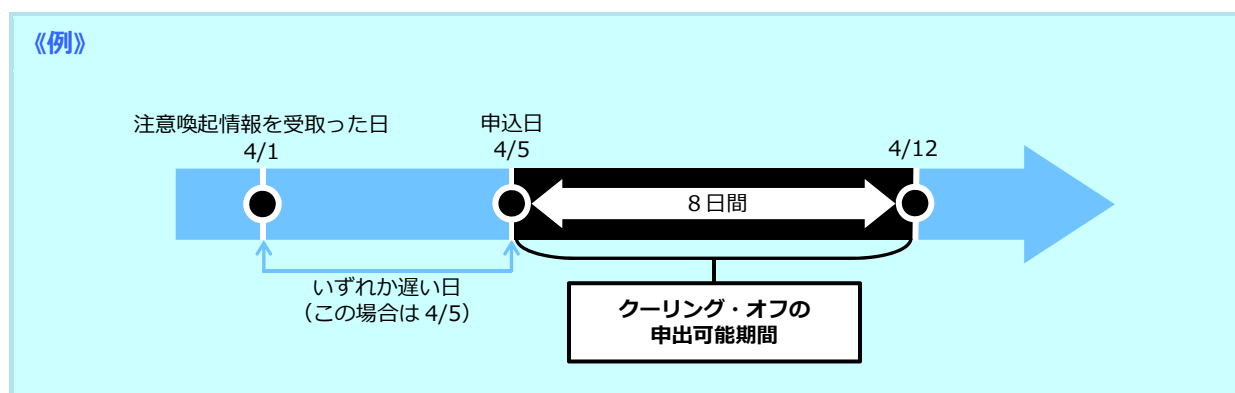 《例》
注意喚起情報を受取った日
4/1
申込日
4/5
4/12
8日間
いずれか遅い日
（この場合は 4/5）
クーリング・オフの
申出可能期間